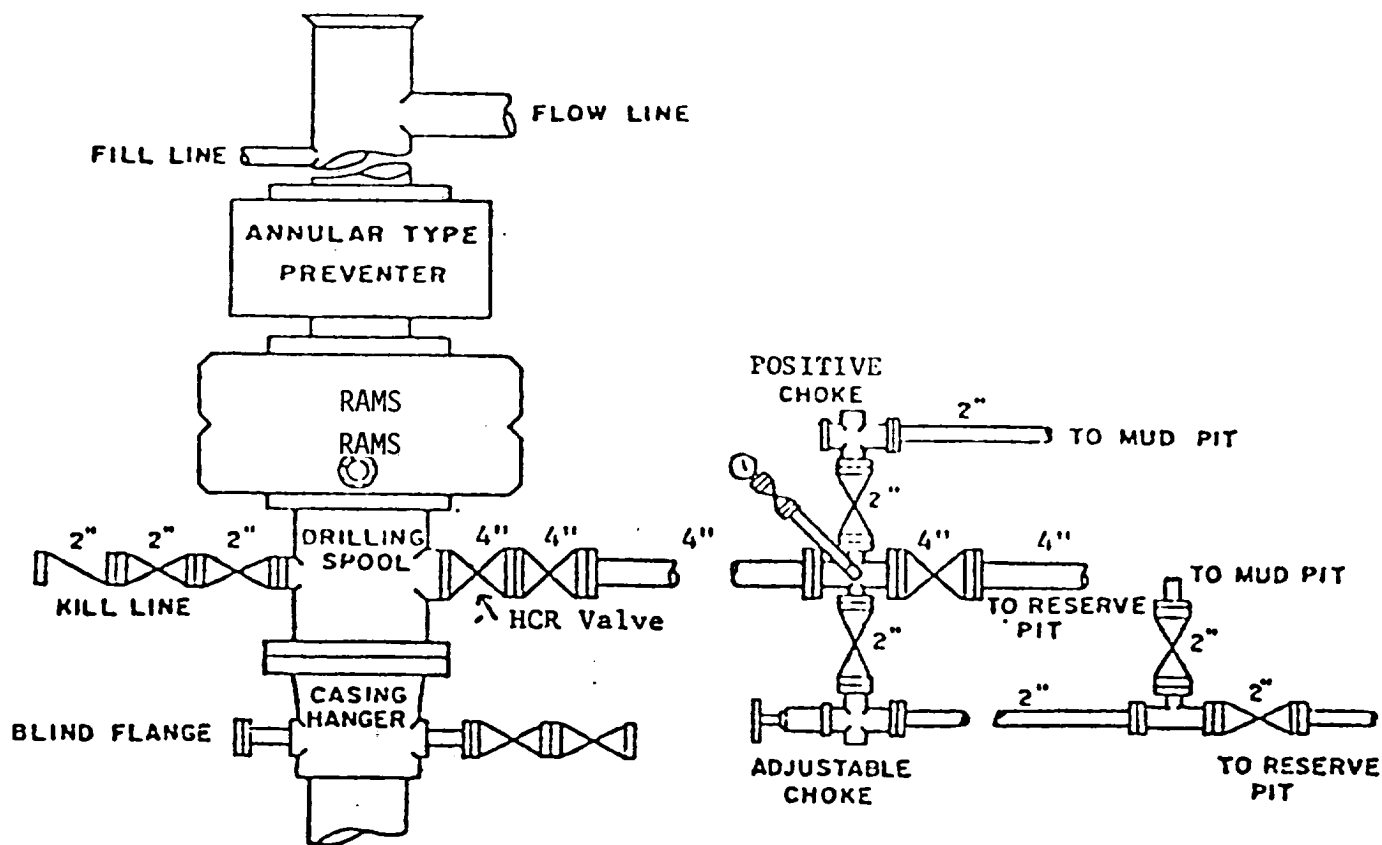 FLOW LINE
FILL LINE
ANNULAR TYPE
PREVENTER
RAMS
RAMS
POSITIVE
CHOKE
2"
TO MUD PIT
2"
2" 2" 2"
DRILLING
SPOOL
4" 4" 4"
4" 4"
KILL LINE
HCR Valve
TO RESERVE
PIT
TO MUD PIT
2"
2"
CASING
HANGER
BLIND FLANGE
2"
2"
ADJUSTABLE
CHOKE
TO RESERVE
PIT